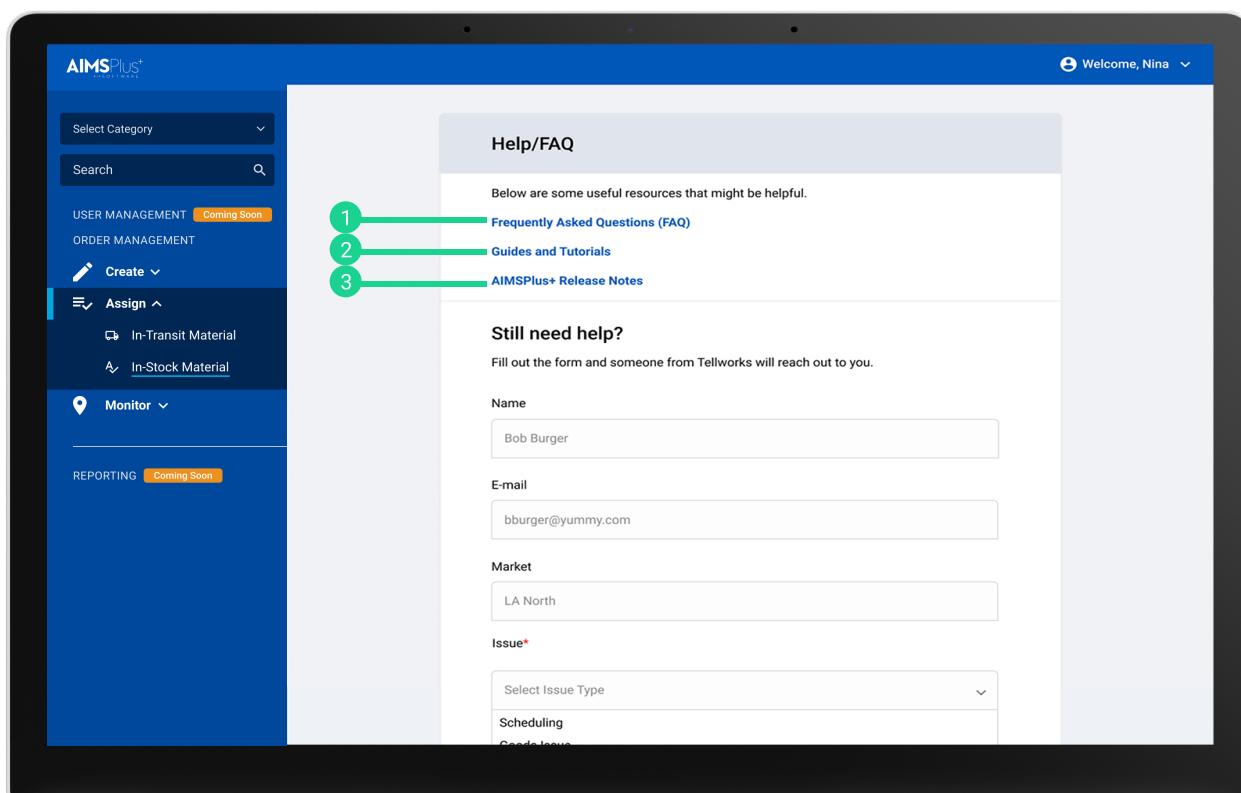 AIMSPlus+
Welcome, Nina
Select Category
Search
USER MANAGEMENT Coming Soon
ORDER MANAGEMENT
Create
Assign
In-Transit Material
In-Stock Material
Monitor
REPORTING Coming Soon
Help/FAQ
Below are some useful resources that might be helpful.
1 Frequently Asked Questions (FAQ)
2 Guides and Tutorials
3 AIMSPlus+ Release Notes
Still need help?
Fill out the form and someone from Tellworks will reach out to you.
Name
Bob Burger
E-mail
bburger@yummy.com
Market
LA North
Issue*
Select Issue Type
Scheduling
Goods Issue